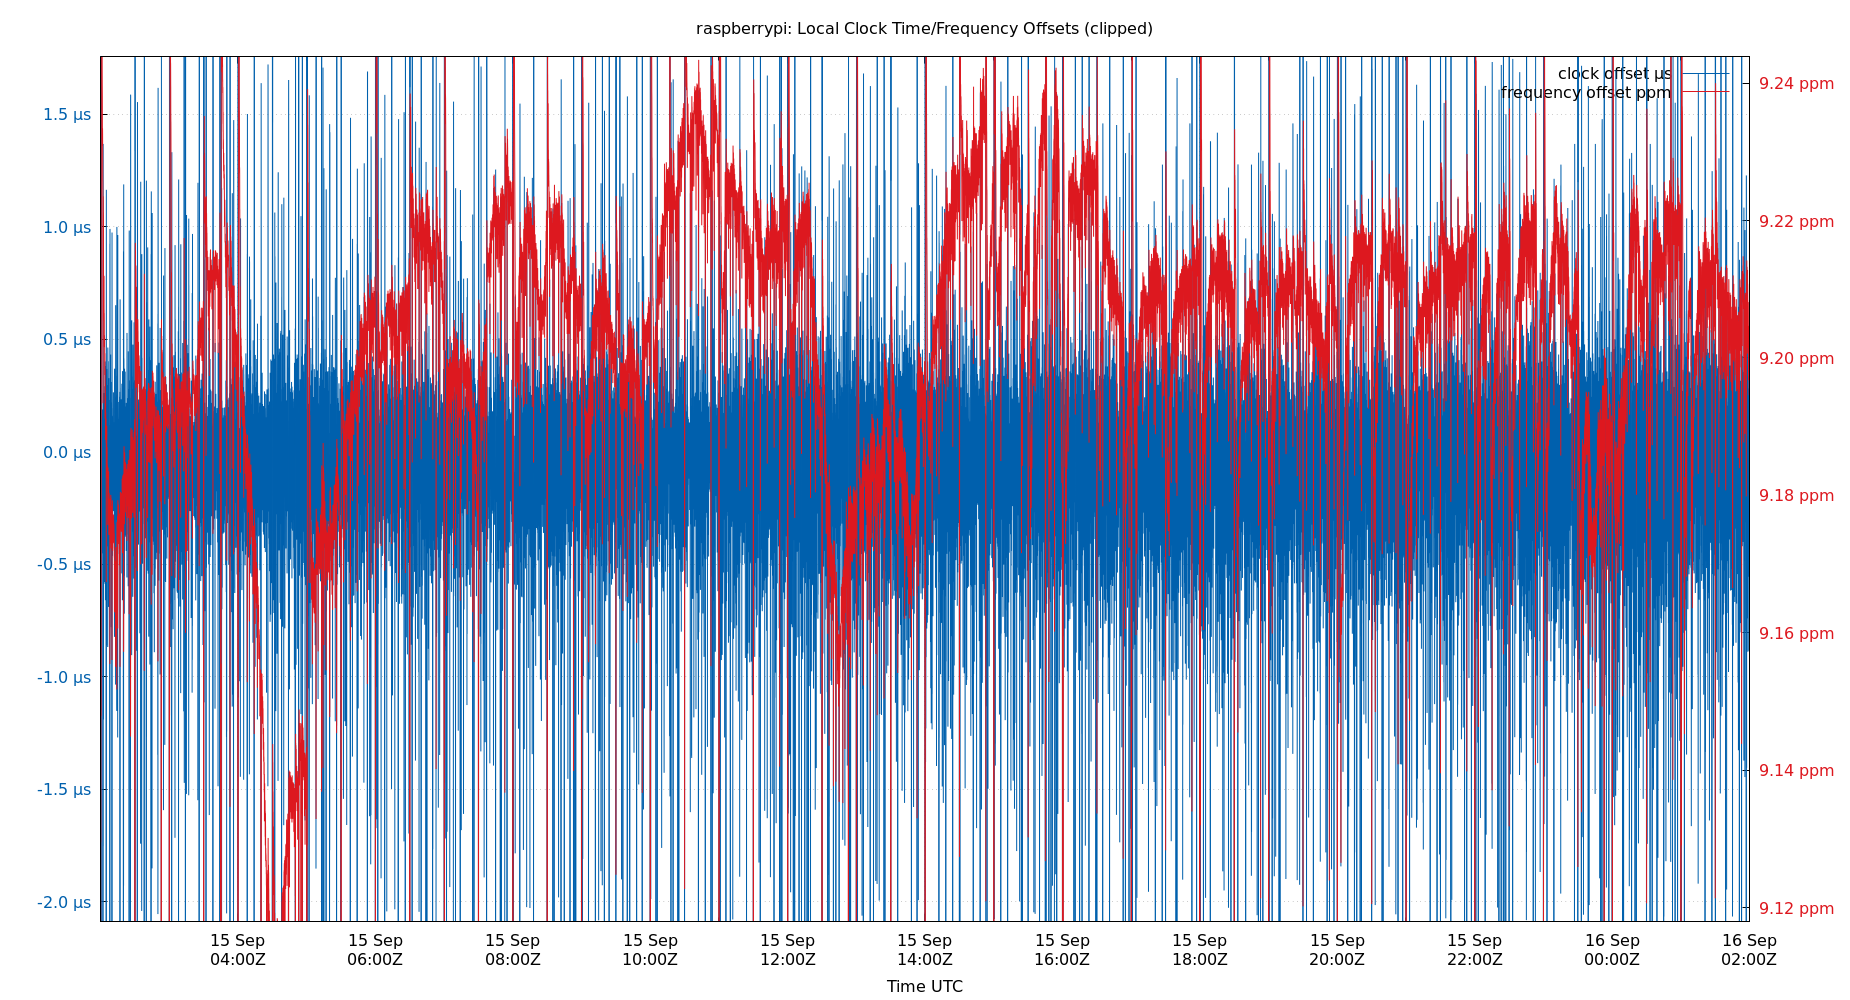 raspberrypi: Local Clock Time/Frequency Offsets (clipped)
clock offset µs
frequency offset ppm
1.5 µs
1.0 µs
0.5 µs
0.0 µs
-0.5 µs
-1.0 µs
-1.5 µs
-2.0 µs
9.24 ppm
9.22 ppm
9.20 ppm
9.18 ppm
9.16 ppm
9.14 ppm
9.12 ppm
15 Sep 15 Sep 15 Sep 15 Sep 15 Sep 15 Sep 15 Sep 15 Sep 15 Sep 15 Sep 16 Sep 16 Sep
04:00Z 06:00Z 08:00Z 10:00Z 12:00Z 14:00Z 16:00Z 18:00Z 20:00Z 22:00Z 00:00Z 02:00Z
Time UTC